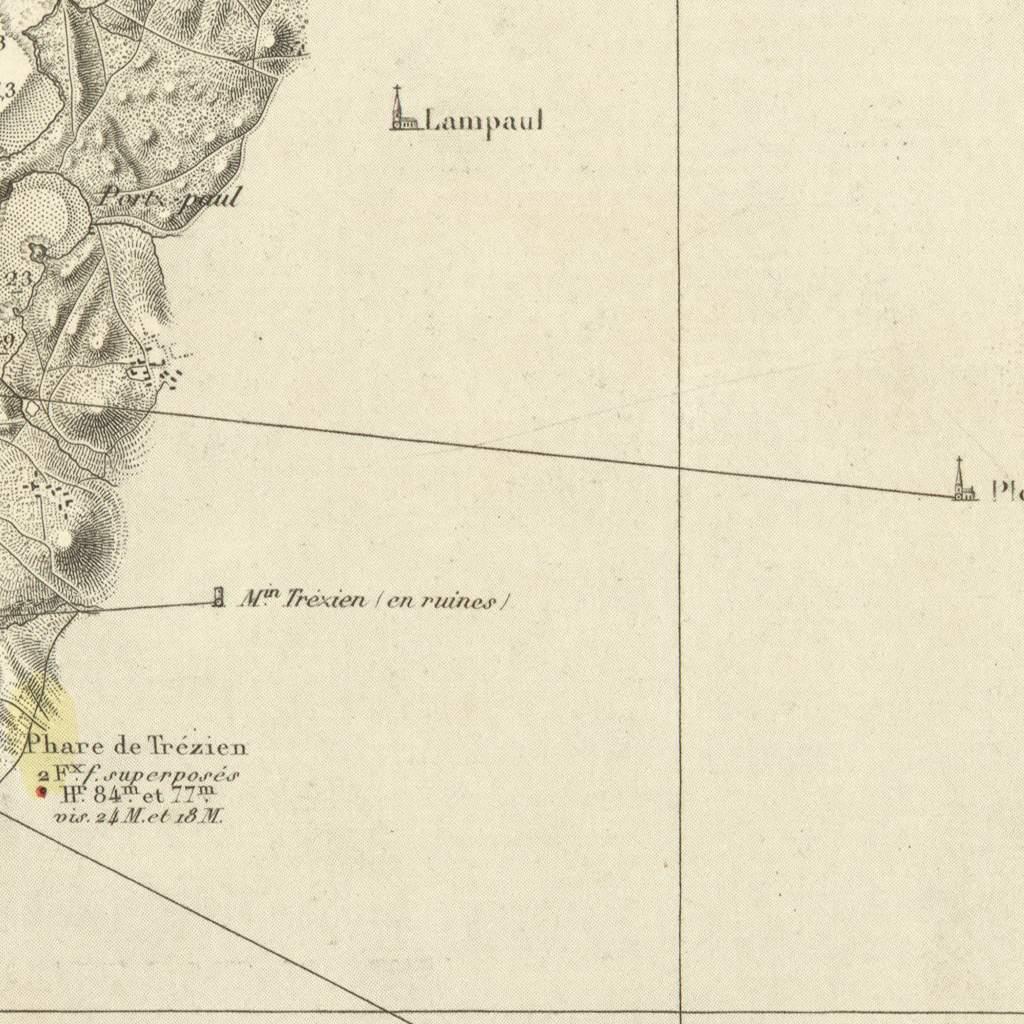 Lampaul
Portz-paul
23
Mⁱⁿ Trézien (en ruines)
Phare de Trézien
2 Fˣ f. superposés
Hʳ 84ᵐ et 77ᵐ
vis. 24 M. et 18 M.